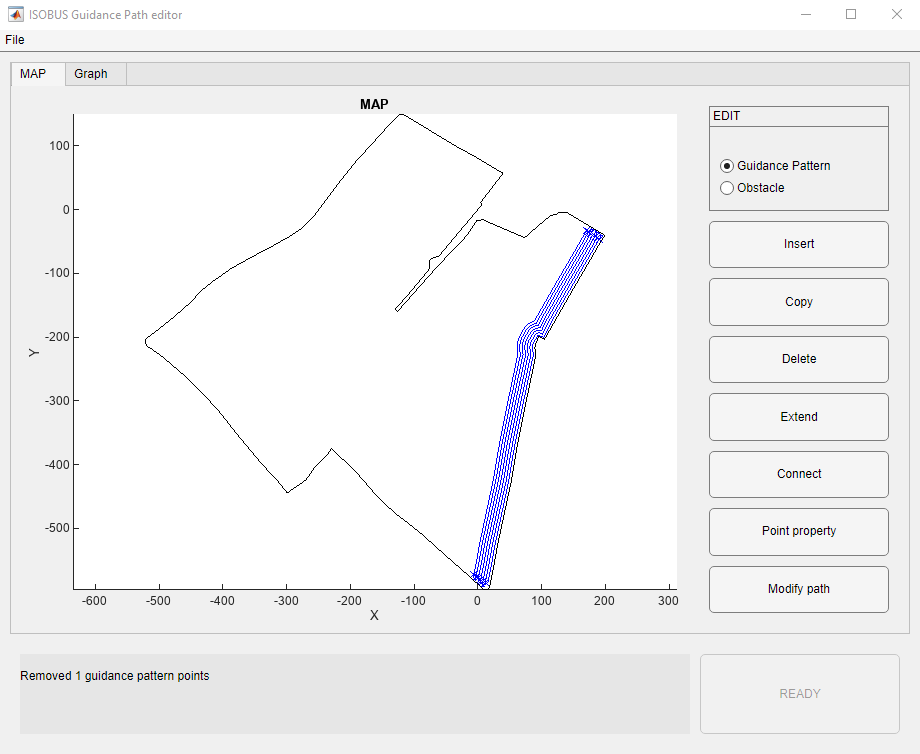 ISOBUS Guidance Path editor
File
MAP
Graph
MAP
100
0
-100
-200
-300
-400
-500
Y
-600 -500 -400 -300 -200 -100 0 100 200 300
X
EDIT
Guidance Pattern
Obstacle
Insert
Copy
Delete
Extend
Connect
Point property
Modify path
Removed 1 guidance pattern points
READY